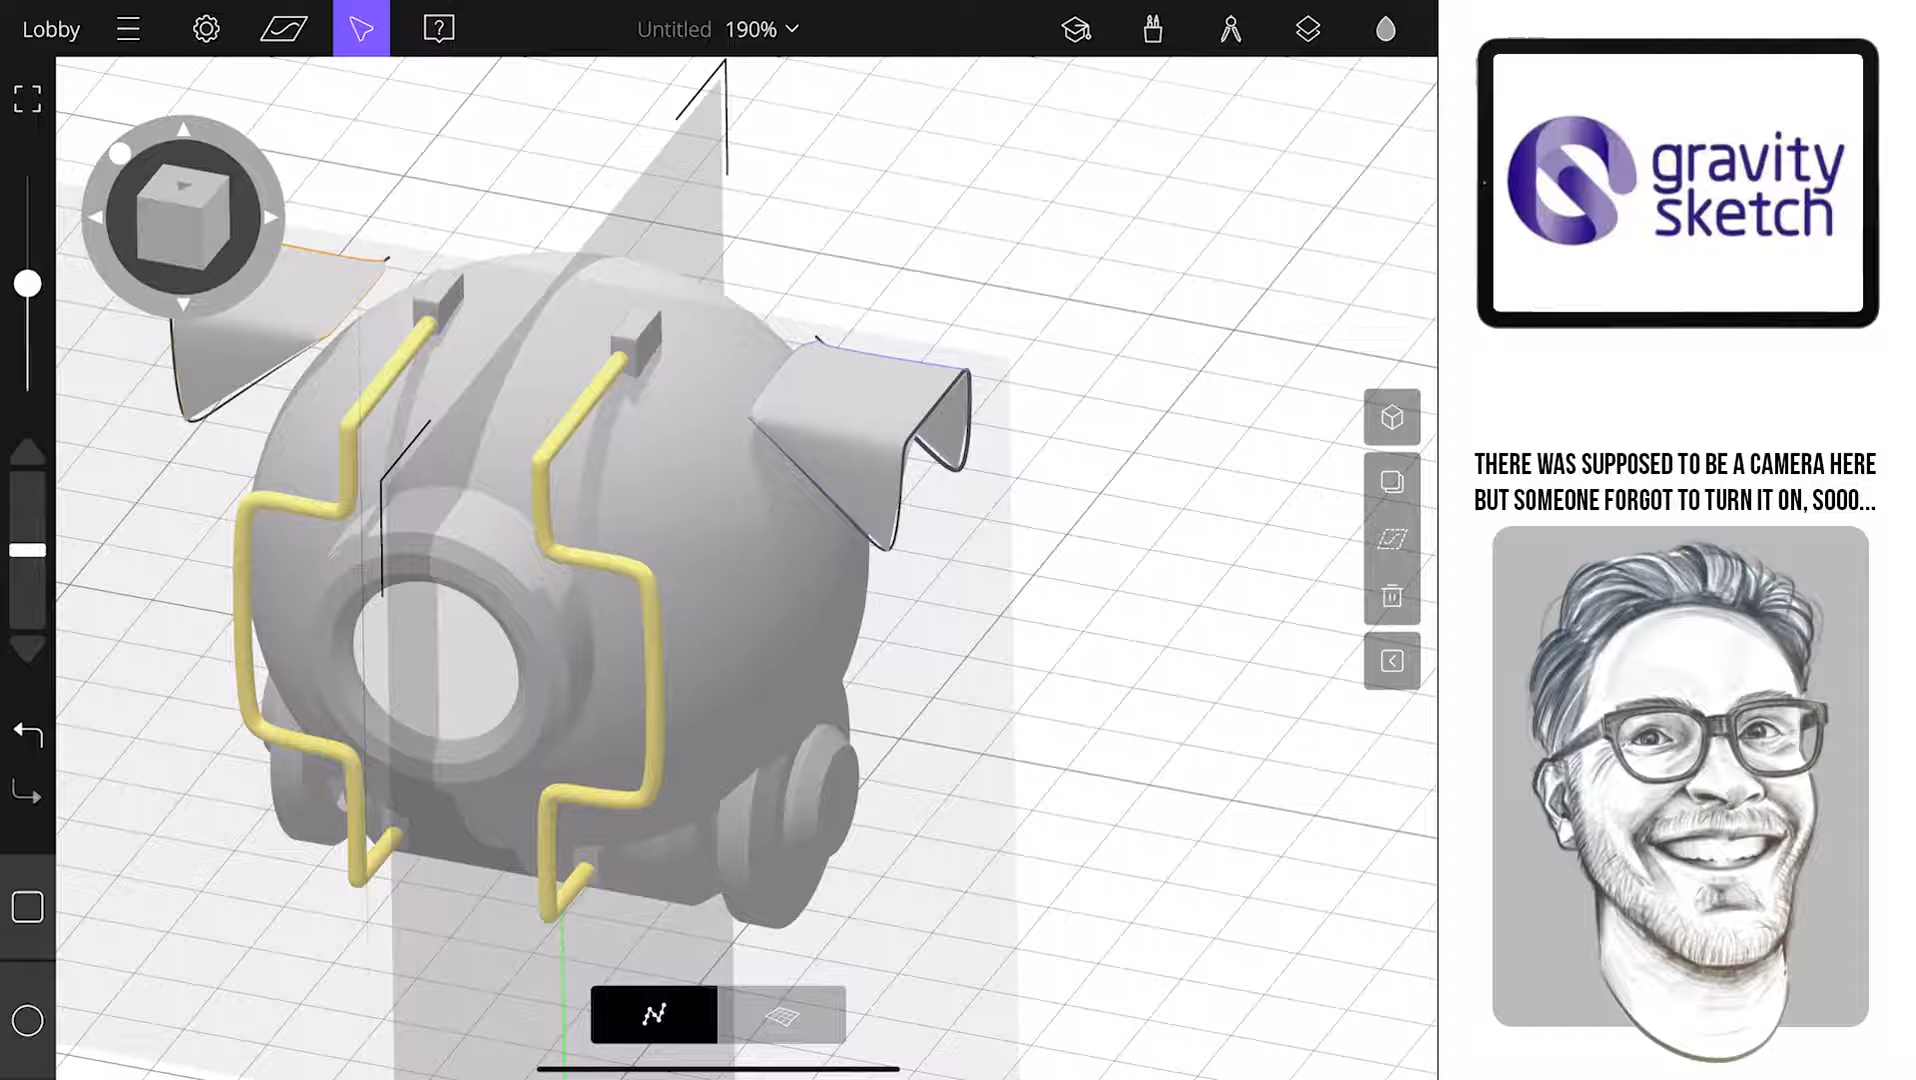 Lobby
?
Untitled 190%
gravity
sketch
THERE WAS SUPPOSED TO BE A CAMERA HERE
BUT SOMEONE FORGOT TO TURN IT ON, SOOO...